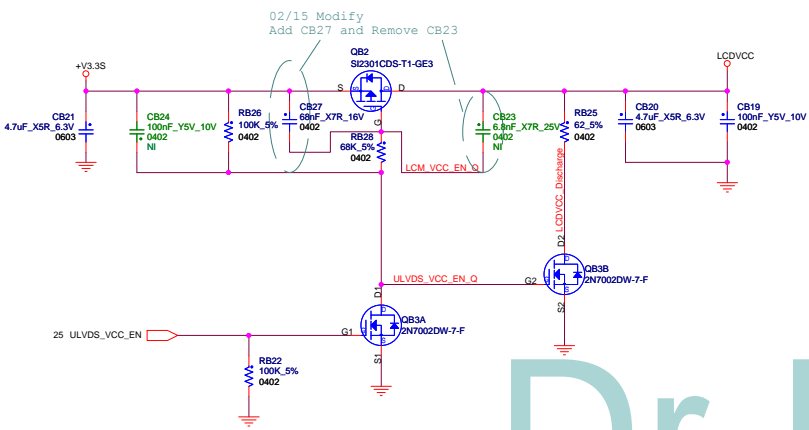 02/15 Modify
Add CB27 and Remove CB23
+V3.3S
QB2
SI2301CDS-T1-GE3
LCDVCC
S
S
D
D
G
G
CB21
4.7uF_X5R_6.3V
0603
CB24
100nF_Y5V_10V
0402
NI
RB26
100K_5%
0402
CB27
68nF_X7R_16V
0402
RB28
68K_5%
0402
CB23
6.8nF_X7R_25V
0402
NI
RB25
62_5%
0402
CB20
4.7uF_X5R_6.3V
0603
CB19
100nF_Y5V_10V
0402
LCM_VCC_EN_Q
LCDVCC_Discharge
ULVDS_VCC_EN_Q
D2
D
G2
QB3B
2N7002DW-7-F
S
S2
D1
D
25 ULVDS_VCC_EN
G1
QB3A
2N7002DW-7-F
S
S1
RB22
100K_5%
0402